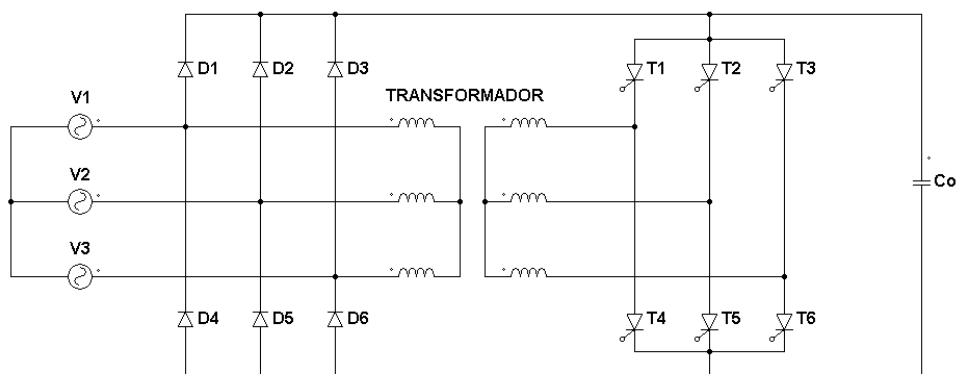 D1 D2 D3 T1 T2 T3
V1 TRANSFORMADOR
V2 Co
V3
D4 D5 D6 T4 T5 T6